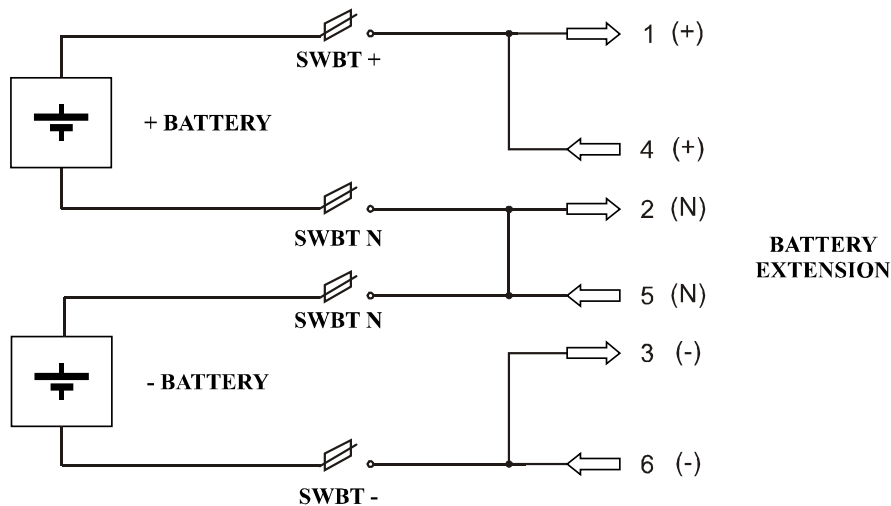 1 (+)
SWBT +
+ BATTERY
4 (+)
2 (N)
SWBT N
BATTERY
EXTENSION
5 (N)
SWBT N
3 (-)
- BATTERY
6 (-)
SWBT -